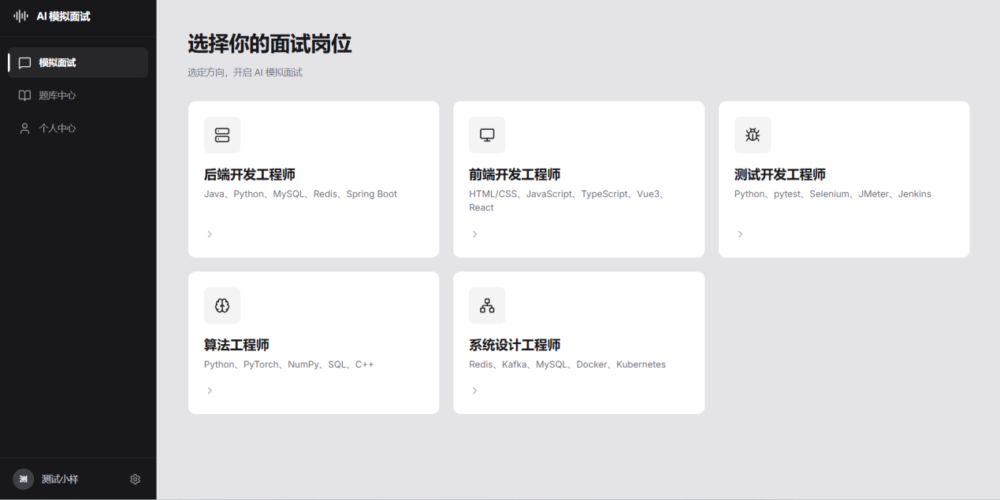 AI 模拟面试
模拟面试
题库中心
个人中心
选择你的面试岗位
选定方向，开启 AI 模拟面试
后端开发工程师
Java、Python、MySQL、Redis、Spring Boot
前端开发工程师
HTML/CSS、JavaScript、TypeScript、Vue3、
React
测试开发工程师
Python、pytest、Selenium、JMeter、Jenkins
算法工程师
Python、PyTorch、NumPy、SQL、C++
系统设计工程师
Redis、Kafka、MySQL、Docker、Kubernetes
测
测试小样